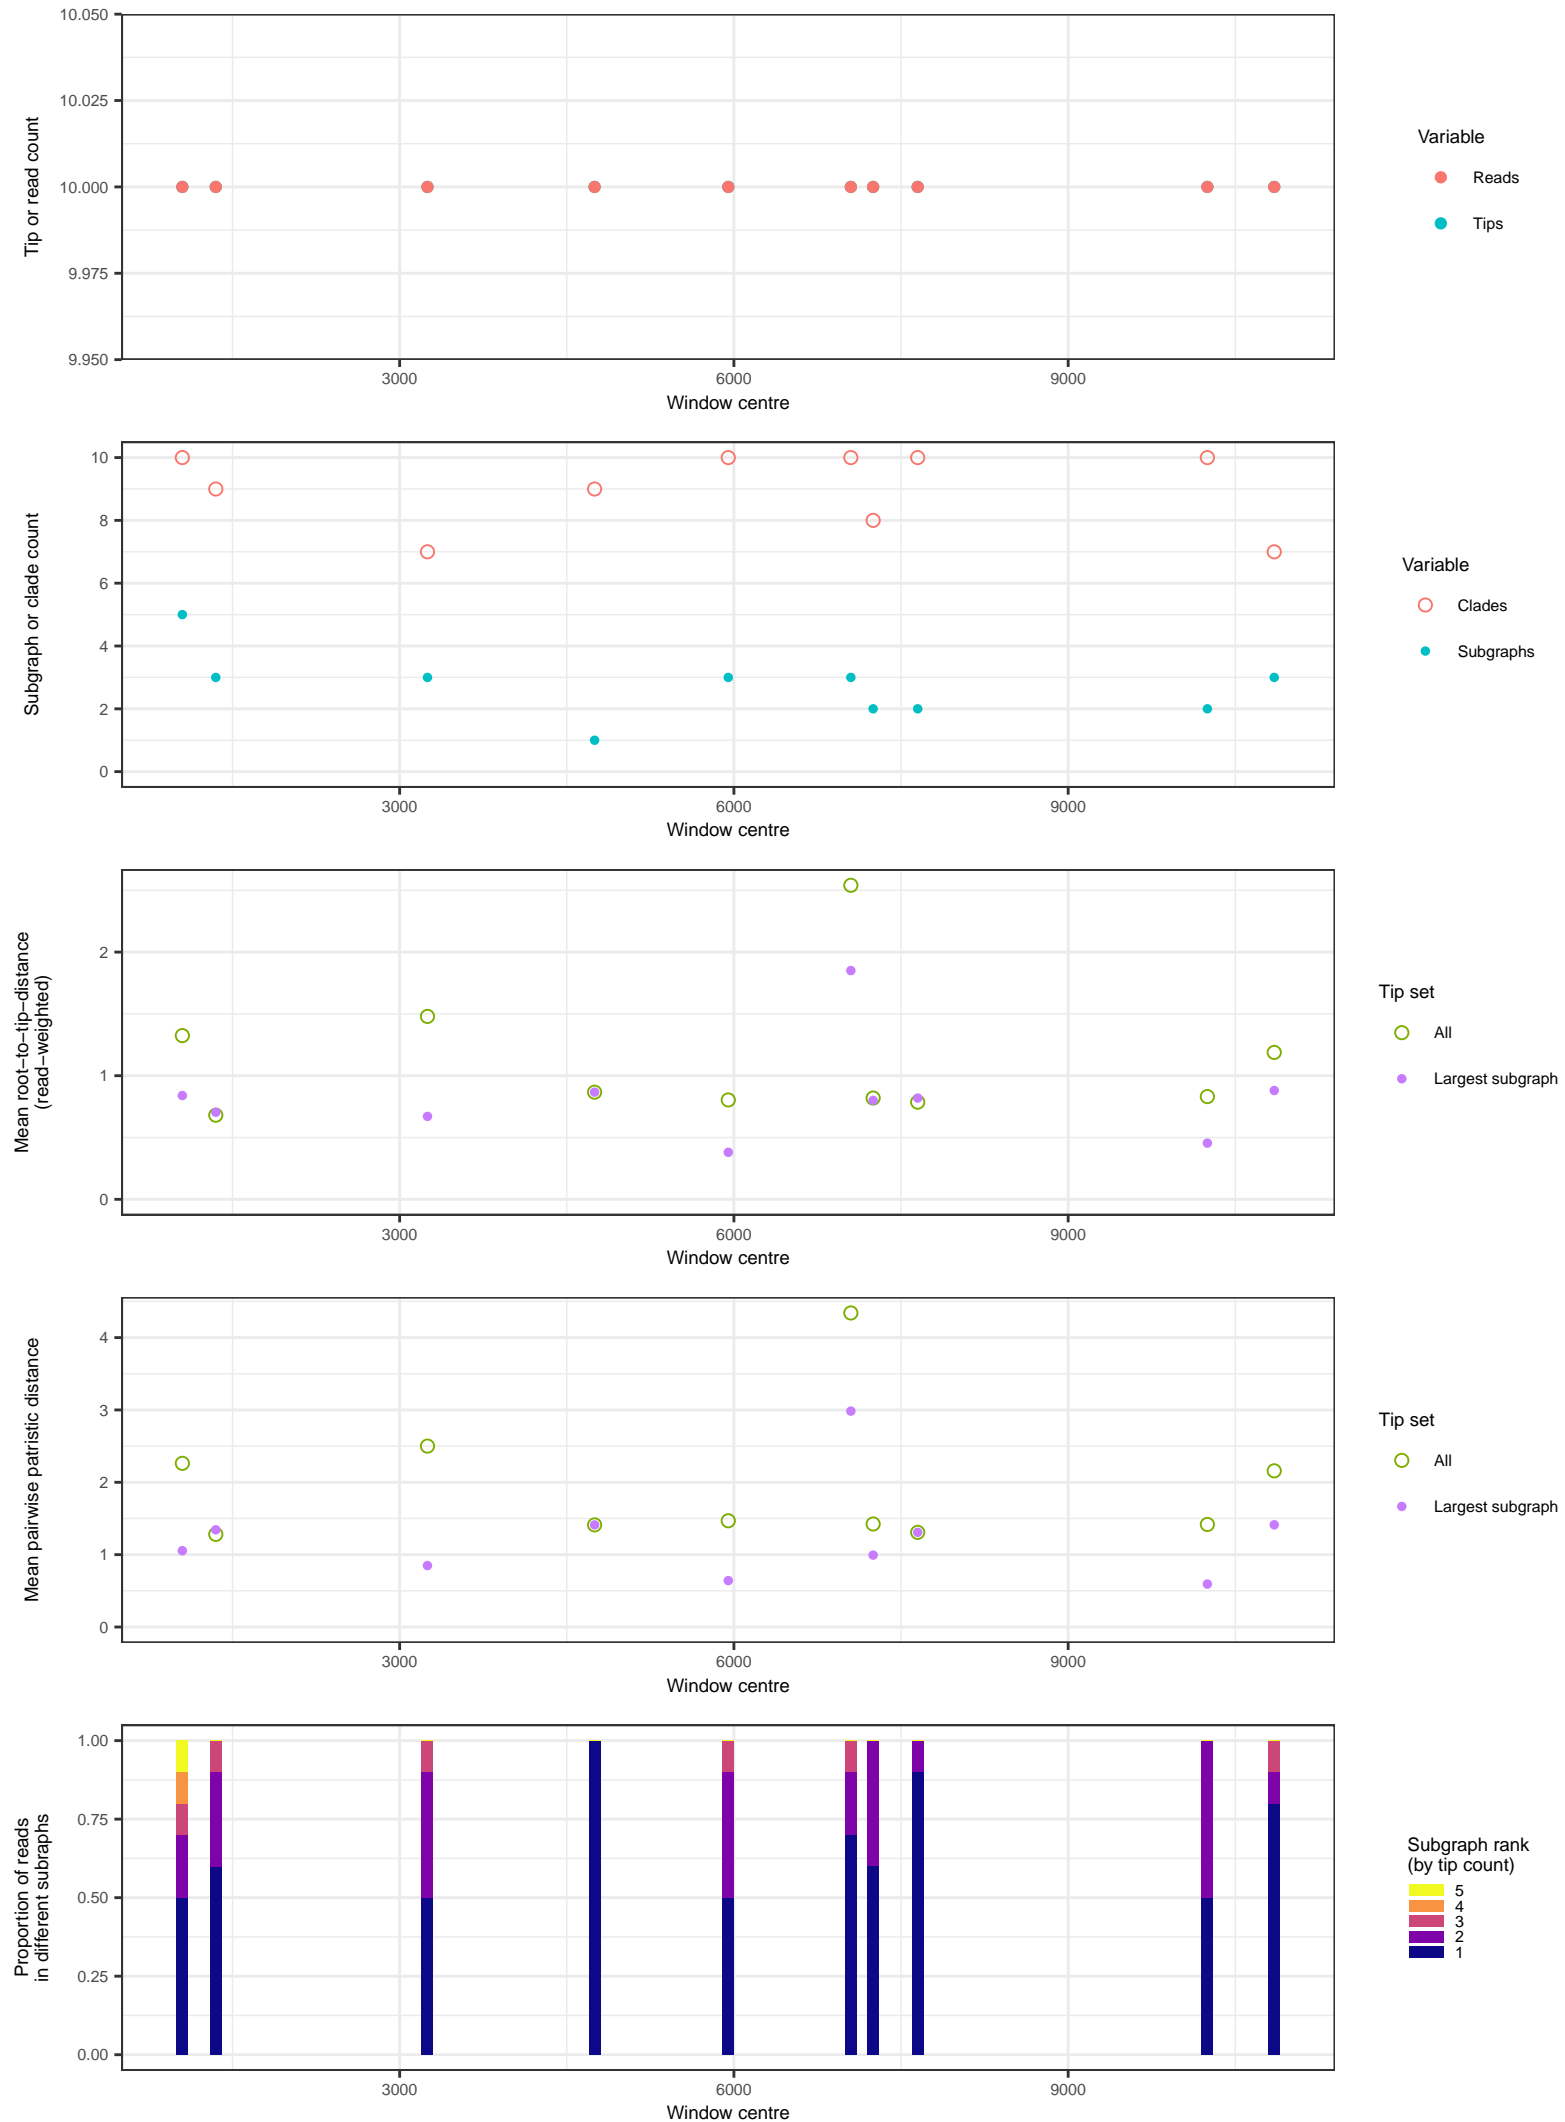 10.050
10.025
10.000
9.975
9.950
Tip or read count
3000
6000
9000
Window centre
Variable
Reads
Tips
10
8
6
4
2
0
Subgraph or clade count
3000
6000
9000
Window centre
Variable
Clades
Subgraphs
2
1
0
Mean root−to−tip−distance
(read−weighted)
3000
6000
9000
Window centre
Tip set
All
Largest subgraph
4
3
2
1
0
Mean pairwise patristic distance
3000
6000
9000
Window centre
Tip set
All
Largest subgraph
1.00
0.75
0.50
0.25
0.00
Proportion of reads
in different subraphs
3000
6000
9000
Window centre
Subgraph rank
(by tip count)
5
4
3
2
1